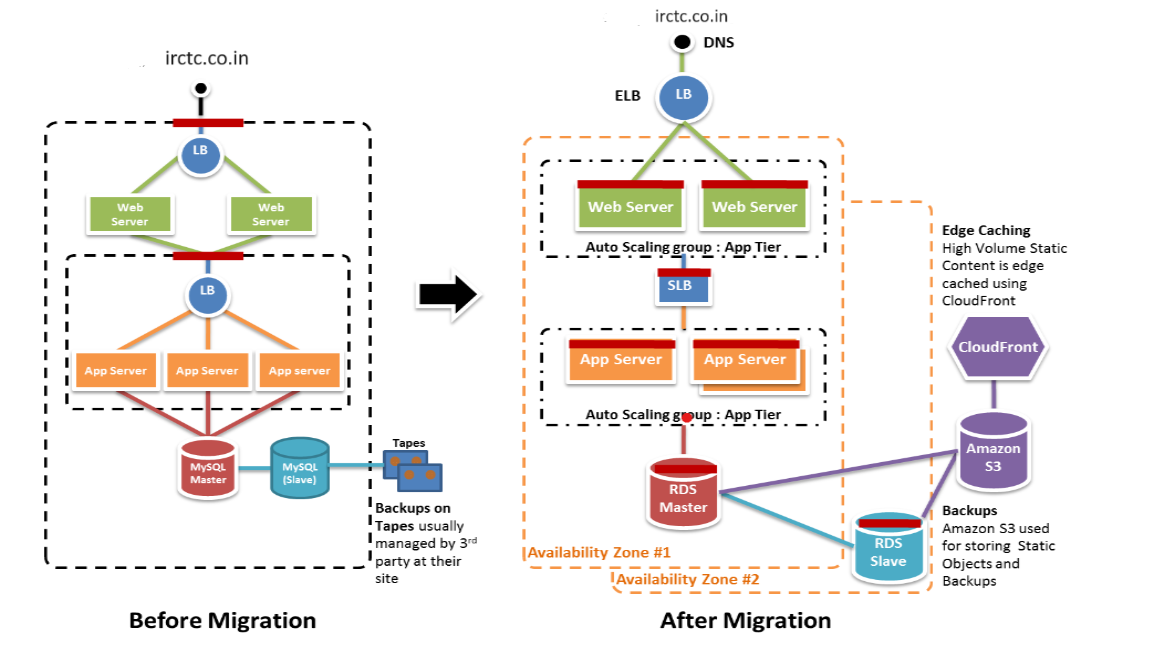 irctc.co.in
LB
Web
Server
Web
Server
LB
App Server
App Server
App server
MySQL
Master
MySQL
(Slave)
Tapes
Backups on
Tapes usually
managed by 3rd
party at their
site
Before Migration
irctc.co.in
DNS
ELB
LB
Web Server
Web Server
Auto Scaling group : App Tier
SLB
App Server
App Server
Auto Scaling group : App Tier
RDS
Master
Availability Zone #1
Availability Zone #2
RDS
Slave
Edge Caching
High Volume Static
Content is edge
cached using
CloudFront
CloudFront
Amazon
S3
Backups
Amazon S3 used
for storing Static
Objects and
Backups
After Migration